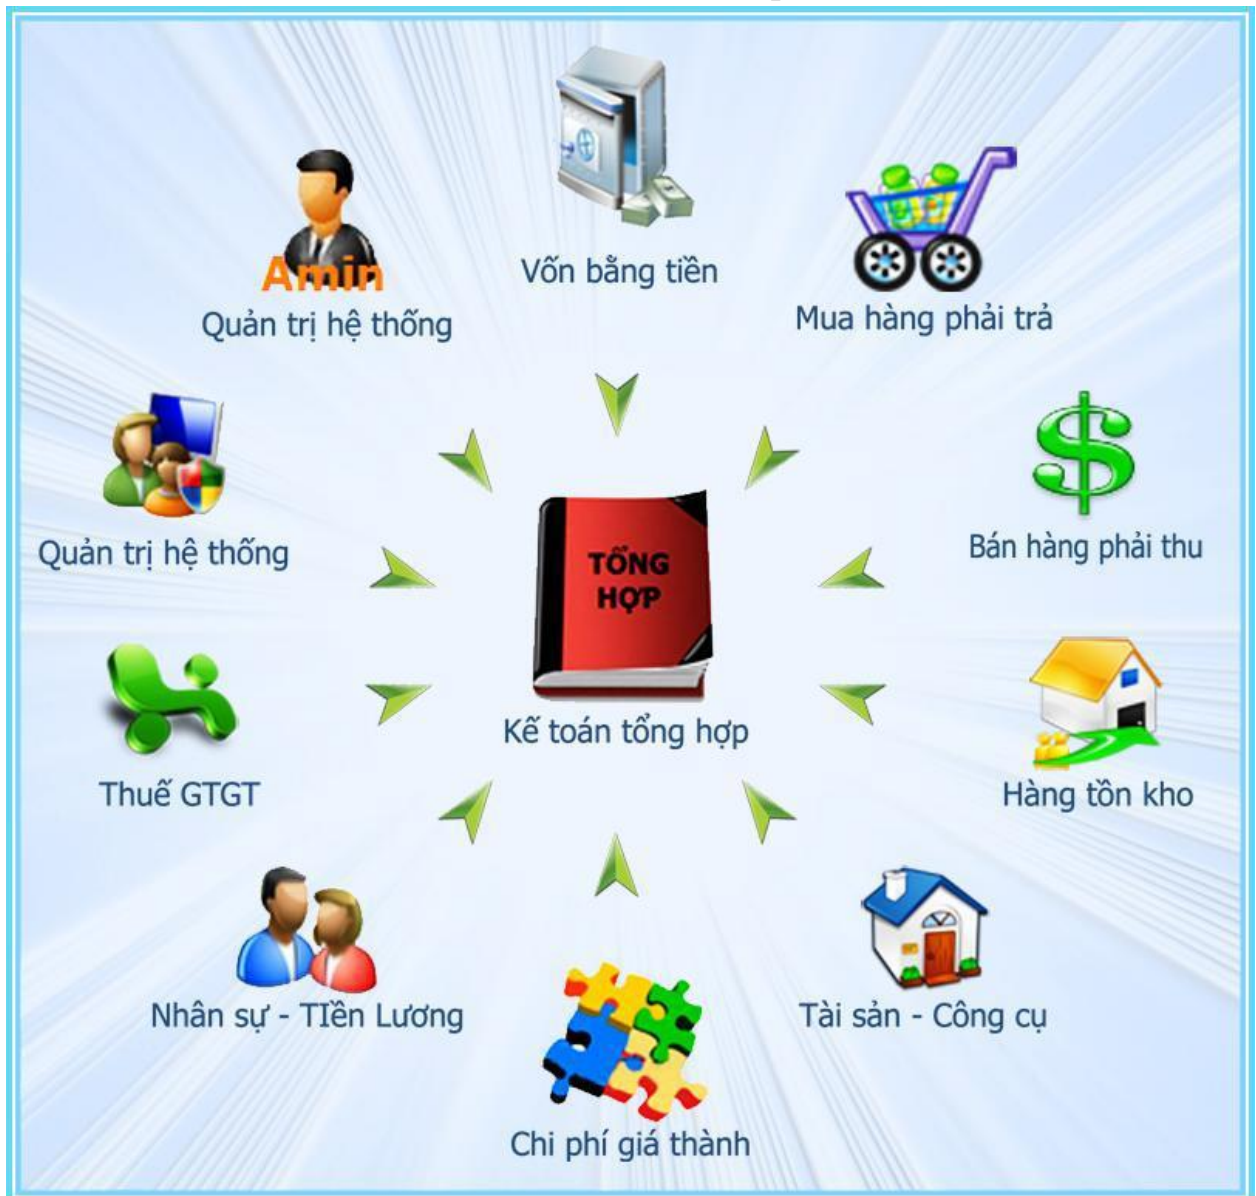 Vốn bằng tiền
Amin
Quản trị hệ thống
Mua hàng phải trả
Quản trị hệ thống
Bán hàng phải thu
TỔNG
HỢP
Kế toán tổng hợp
Thuế GTGT
Hàng tồn kho
Nhân sự - TIền Lương
Tài sản - Công cụ
Chi phí giá thành